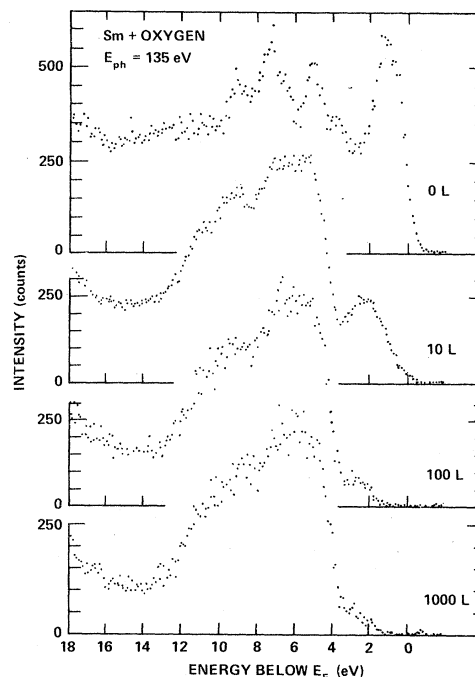 Sm + OXYGEN
E_ph = 135 eV
500
250
0
0 L
250
0
10 L
250
0
100 L
250
0
1000 L
18 16 14 12 10 8 6 4 2 0
INTENSITY (counts)
ENERGY BELOW E_F (eV)